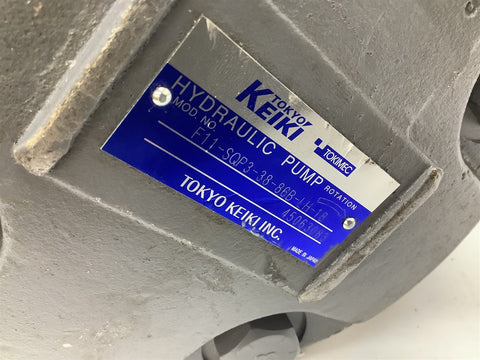 TOKYO
KEIKI
TOKIMEC
HYDRAULIC PUMP
MOD. NO.
F11-SQP3-38-86B-LH-18
ROTATION
TOKYO KEIKI INC.
MADE IN JAPAN